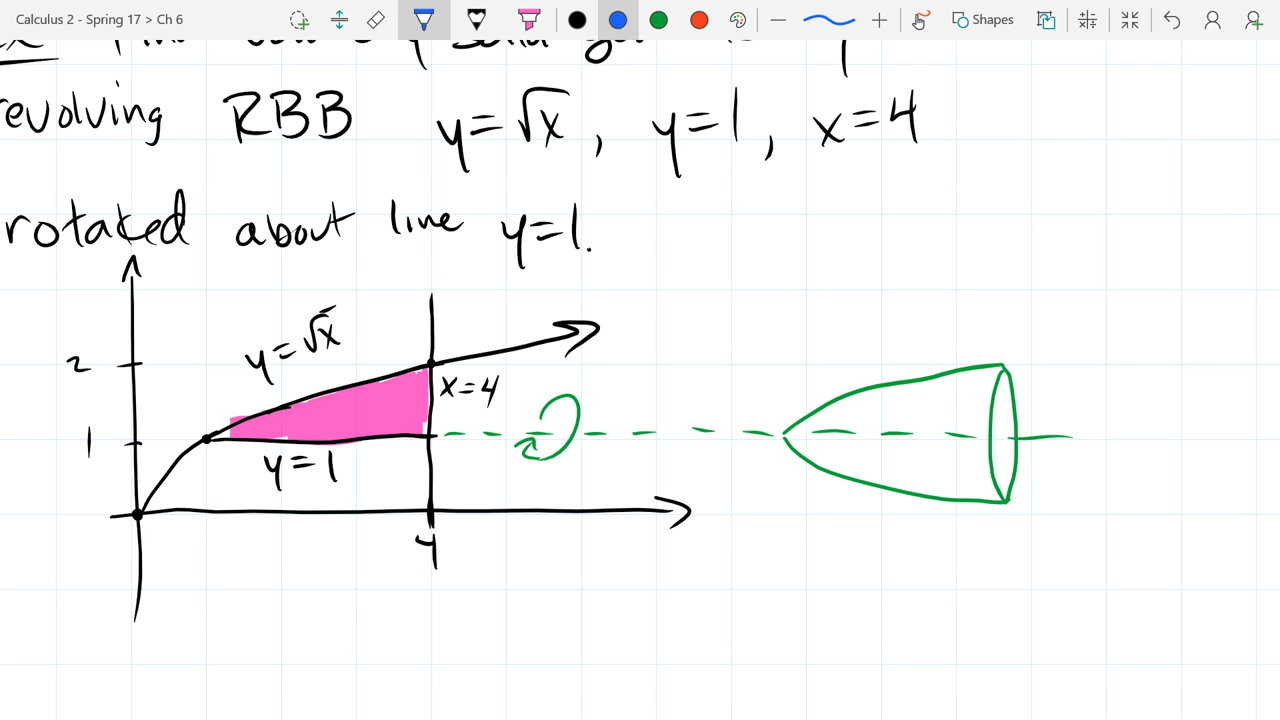 Calculus 2 - Spring 17 > Ch 6
Shapes
revolving RBB y=√x, y=1, x=4
rotated about line y=1.
y=√x
2
x=4
1
y=1
4